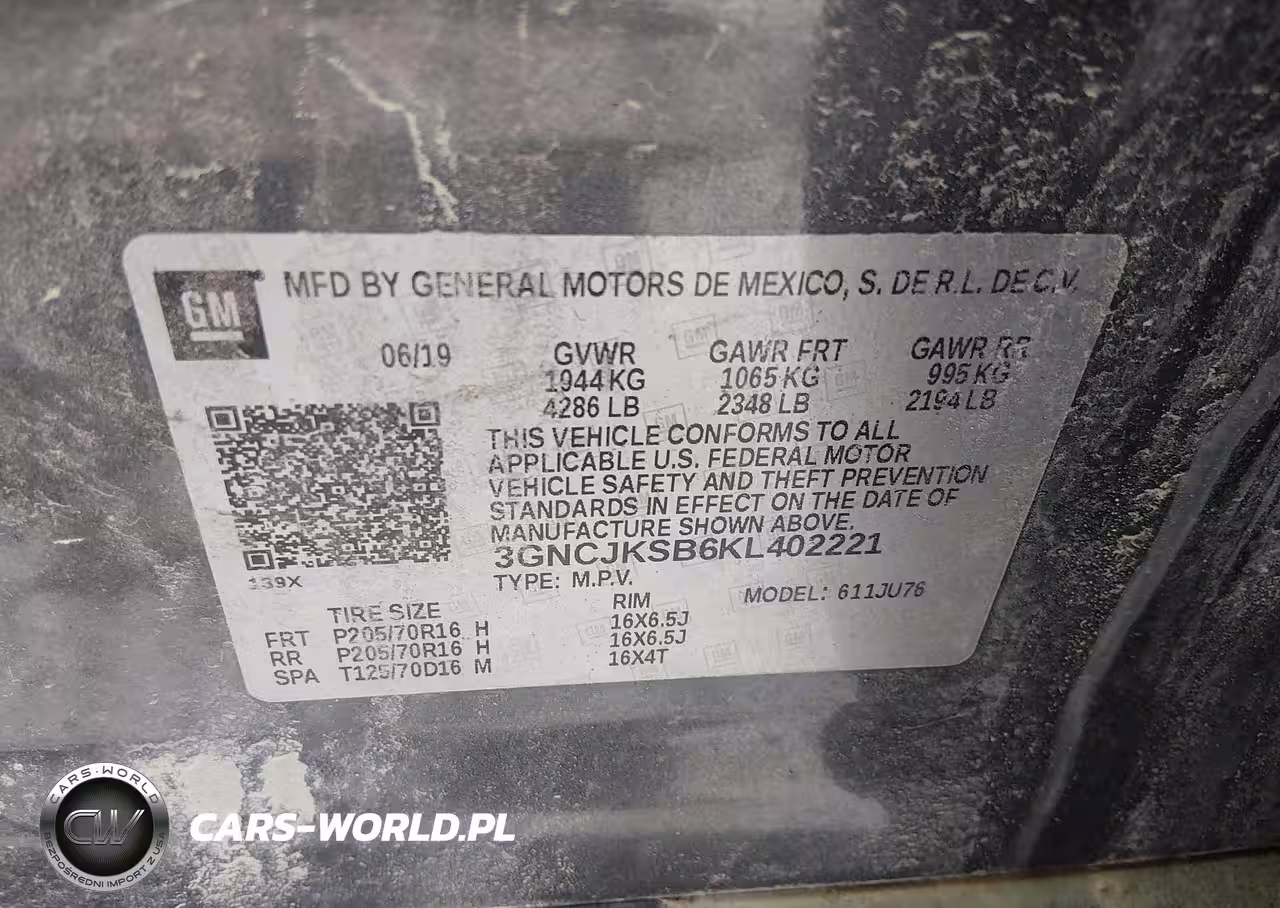 GM
MFD BY GENERAL MOTORS DE MEXICO, S. DE R.L. DE C.V.
06/19 GVWR GAWR FRT GAWR RR
1944 KG 1065 KG 995 KG
4286 LB 2348 LB 2194 LB
THIS VEHICLE CONFORMS TO ALL
APPLICABLE U.S. FEDERAL MOTOR
VEHICLE SAFETY AND THEFT PREVENTION
STANDARDS IN EFFECT ON THE DATE OF
MANUFACTURE SHOWN ABOVE.
3GNCJKSB6KL402221
139X
TYPE: M.P.V. MODEL: 611JU76
TIRE SIZE RIM
FRT P205/70R16 H 16X6.5J
RR P205/70R16 H 16X6.5J
SPA T125/70D16 M 16X4T
CARS-WORLD
CW
BEZPOŚREDNI IMPORT Z USA
CARS-WORLD.PL